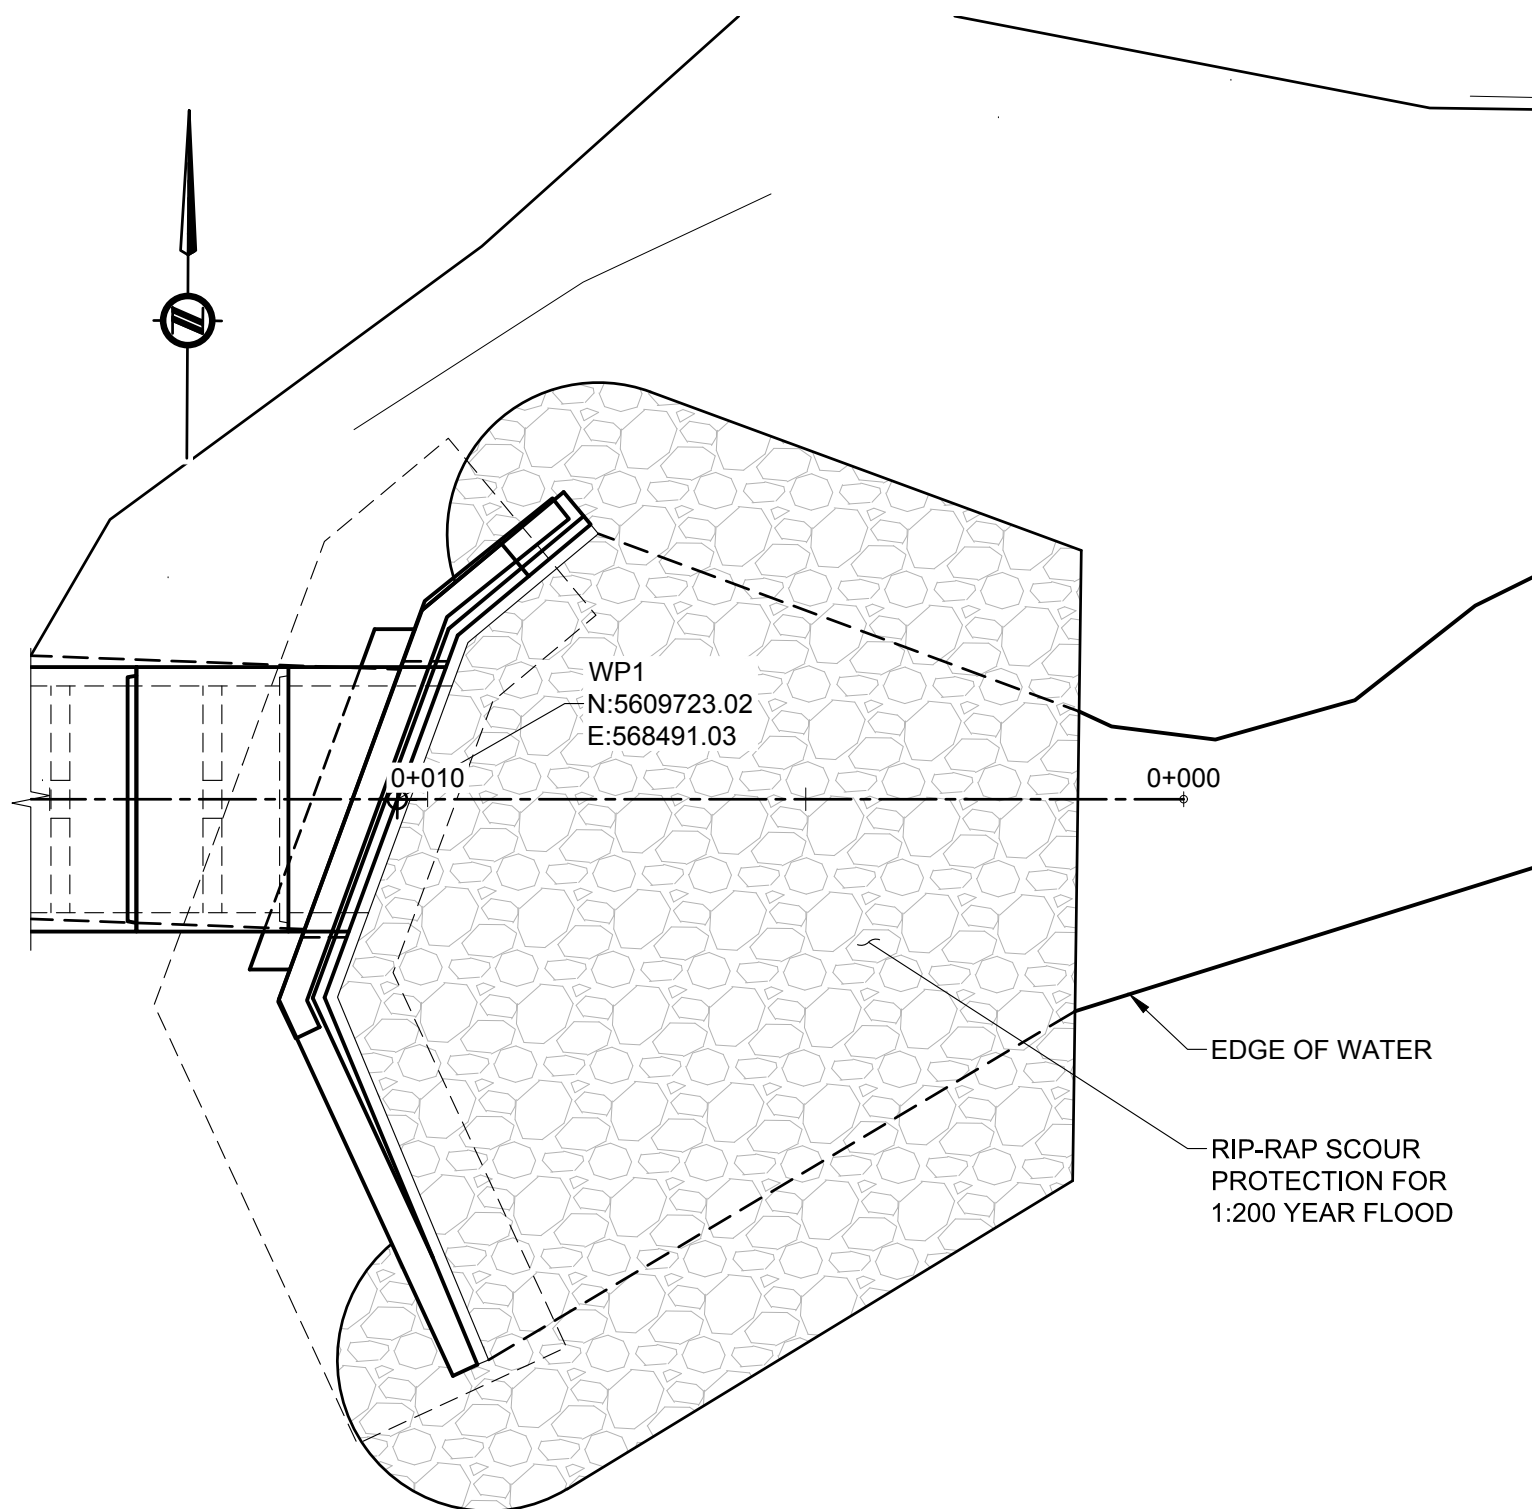 N
WP1
N:5609723.02
E:568491.03
0+010
0+000
EDGE OF WATER
RIP-RAP SCOUR
PROTECTION FOR
1:200 YEAR FLOOD